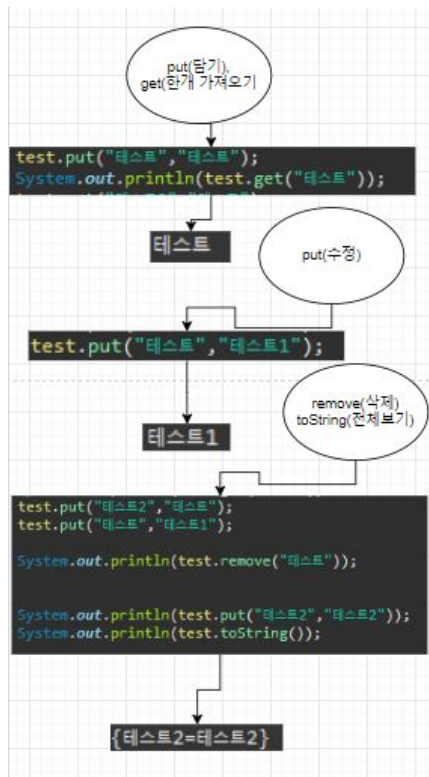 put(담기),
get(한개 가져오기
test.put("테스트","테스트");
System.out.println(test.get("테스트"));
테스트
put(수정)
test.put("테스트","테스트1");
테스트1
remove(삭제)
toString(전체보기)
test.put("테스트2","테스트");
test.put("테스트","테스트1");
System.out.println(test.remove("테스트"));
System.out.println(test.put("테스트2","테스트2"));
System.out.println(test.toString());
{테스트2=테스트2}